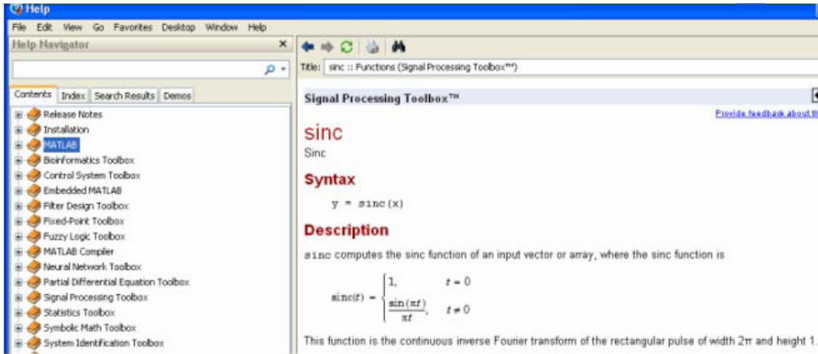 Help
File Edit View Go Favorites Desktop Window Help
Help Navigator
Contents Index Search Results Demos
Release Notes
Installation
MATLAB
Bioinformatics Toolbox
Control System Toolbox
Embedded MATLAB
Filter Design Toolbox
Fixed-Point Toolbox
Fuzzy Logic Toolbox
MATLAB Compiler
Neural Network Toolbox
Partial Differential Equation Toolbox
Signal Processing Toolbox
Statistics Toolbox
Symbolic Math Toolbox
System Identification Toolbox
Title: sinc :: Functions (Signal Processing Toolbox™)
Signal Processing Toolbox™
Provide feedback about th
sinc
Sinc
Syntax
y = sinc(x)
Description
sinc computes the sinc function of an input vector or array, where the sinc function is
sinc(t) = { 1, t = 0
sin(πt)/πt, t ≠ 0
This function is the continuous inverse Fourier transform of the rectangular pulse of width 2π and height 1.